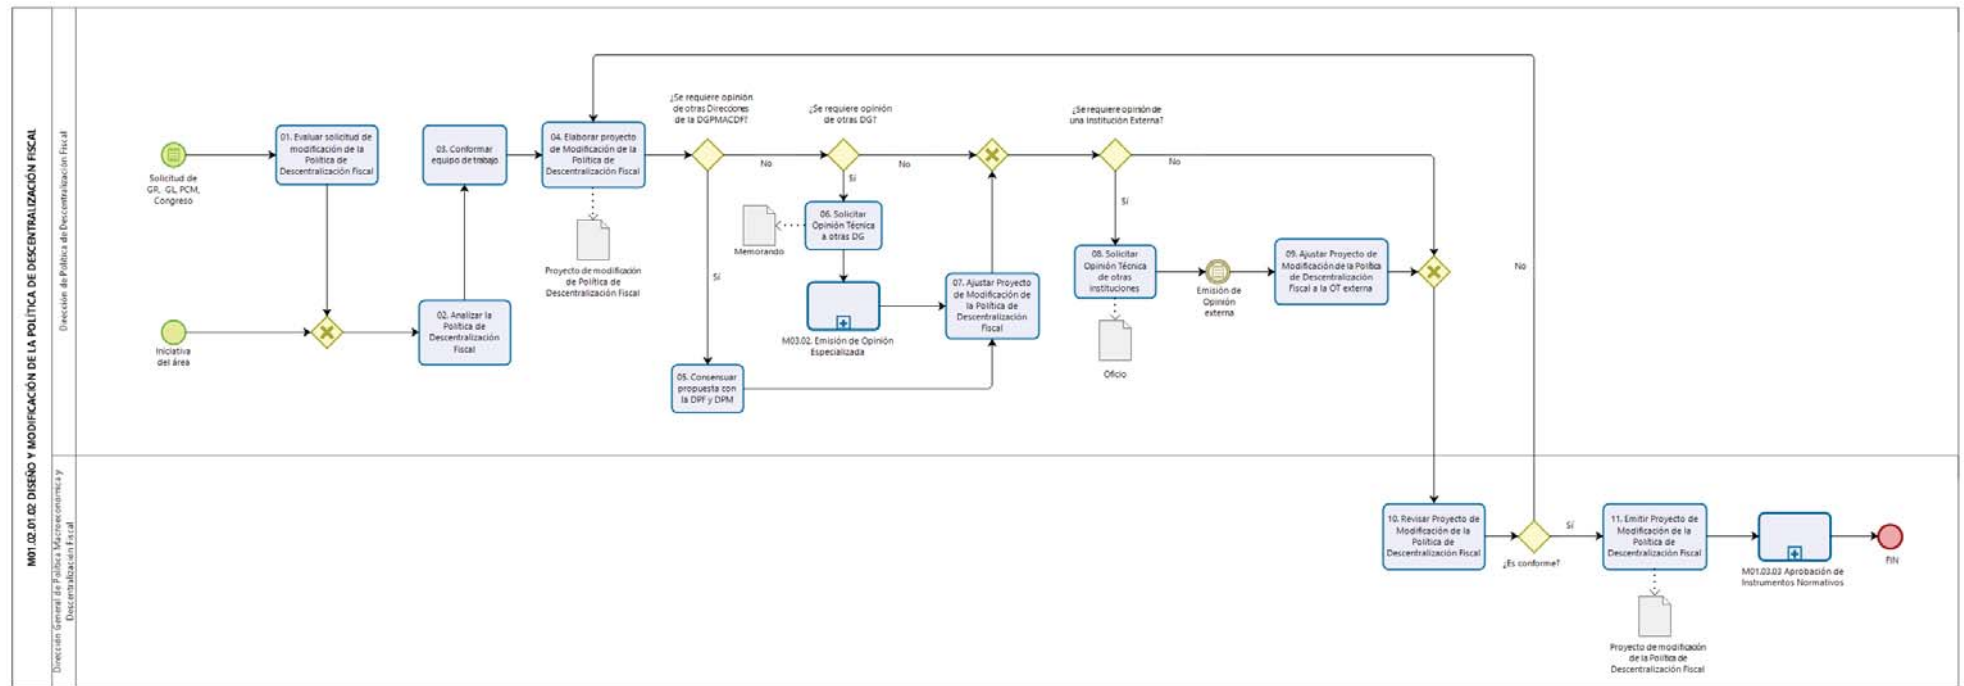 M01.02.01.02 DISEÑO Y MODIFICACIÓN DE LA POLÍTICA DE DESCENTRALIZACIÓN FISCAL
Dirección de Política de Descentralización Fiscal
Solicitud de
GR, GL, PCM,
Congreso
01. Evaluar solicitud de
modificación de la
Política de
Descentralización Fiscal
Iniciativa
del área
02. Analizar la
Política de
Descentralización
Fiscal
03. Conformar
equipo de trabajo
04. Elaborar proyecto
de Modificación de la
Política de
Descentralización Fiscal
Proyecto de modificación
de Política de
Descentralización Fiscal
¿Se requiere opinión
de otras Direcciones
de la DGPMACDF?
No
Sí
05. Consensuar
propuesta con
la DPF y DPM
¿Se requiere opinión
de otras DG?
No
Sí
06. Solicitar
Opinión Técnica
a otras DG
Memorando
M03.02. Emisión de Opinión
Especializada
07. Ajustar Proyecto
de Modificación de
la Política de
Descentralización
Fiscal
¿Se requiere opinión de
una Institución Externa?
No
Sí
08. Solicitar
Opinión Técnica
de otras
instituciones
Oficio
Emisión de
Opinión
externa
09. Ajustar Proyecto de
Modificación de la Política
de Descentralización
Fiscal a la OT externa
No
Dirección General de Política Macroeconómica y
Descentralización Fiscal
10. Revisar Proyecto de
Modificación de la
Política de
Descentralización Fiscal
¿Es conforme?
Sí
11. Emitir Proyecto de
Modificación de la
Política de
Descentralización Fiscal
Proyecto de modificación
de la Política de
Descentralización Fiscal
M01.03.03 Aprobación de
Instrumentos Normativos
FIN